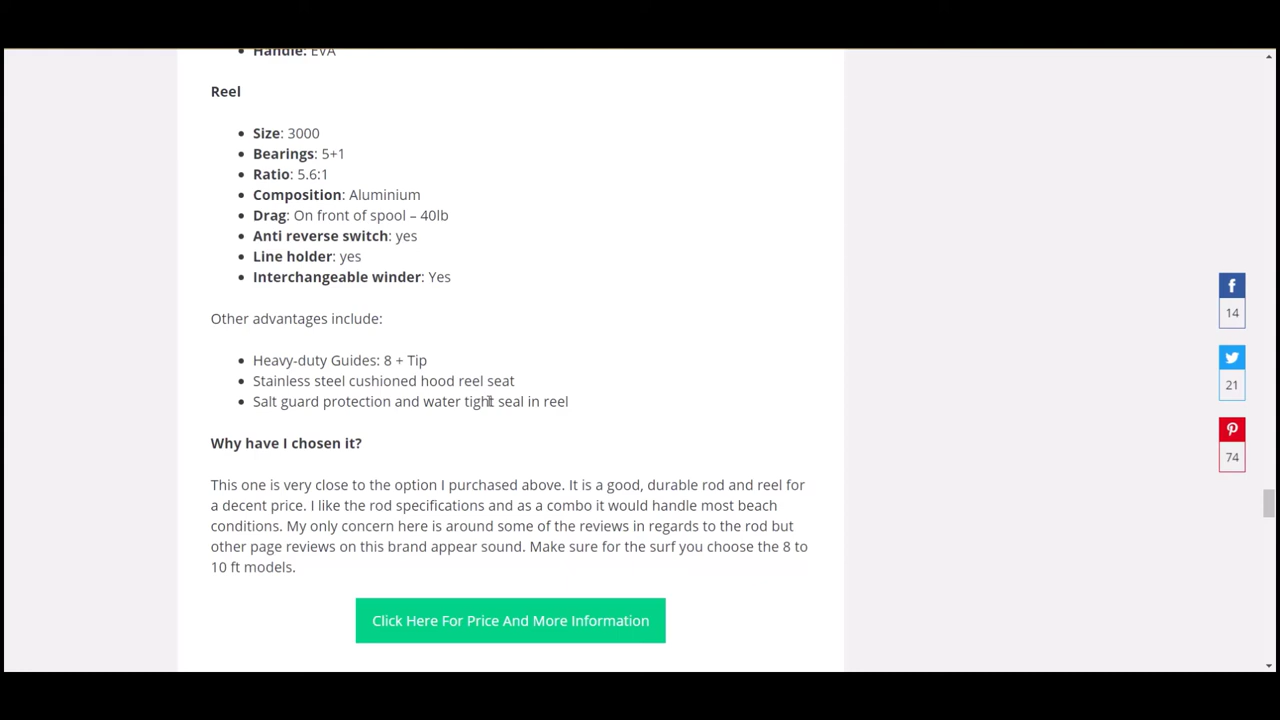 Handle: EVA
Reel
Size: 3000
Bearings: 5+1
Ratio: 5.6:1
Composition: Aluminium
Drag: On front of spool – 40lb
Anti reverse switch: yes
Line holder: yes
Interchangeable winder: Yes
Other advantages include:
Heavy-duty Guides: 8 + Tip
Stainless steel cushioned hood reel seat
Salt guard protection and water tight seal in reel
Why have I chosen it?
This one is very close to the option I purchased above. It is a good, durable rod and reel for
a decent price. I like the rod specifications and as a combo it would handle most beach
conditions. My only concern here is around some of the reviews in regards to the rod but
other page reviews on this brand appear sound. Make sure for the surf you choose the 8 to
10 ft models.
Click Here For Price And More Information
14
21
74